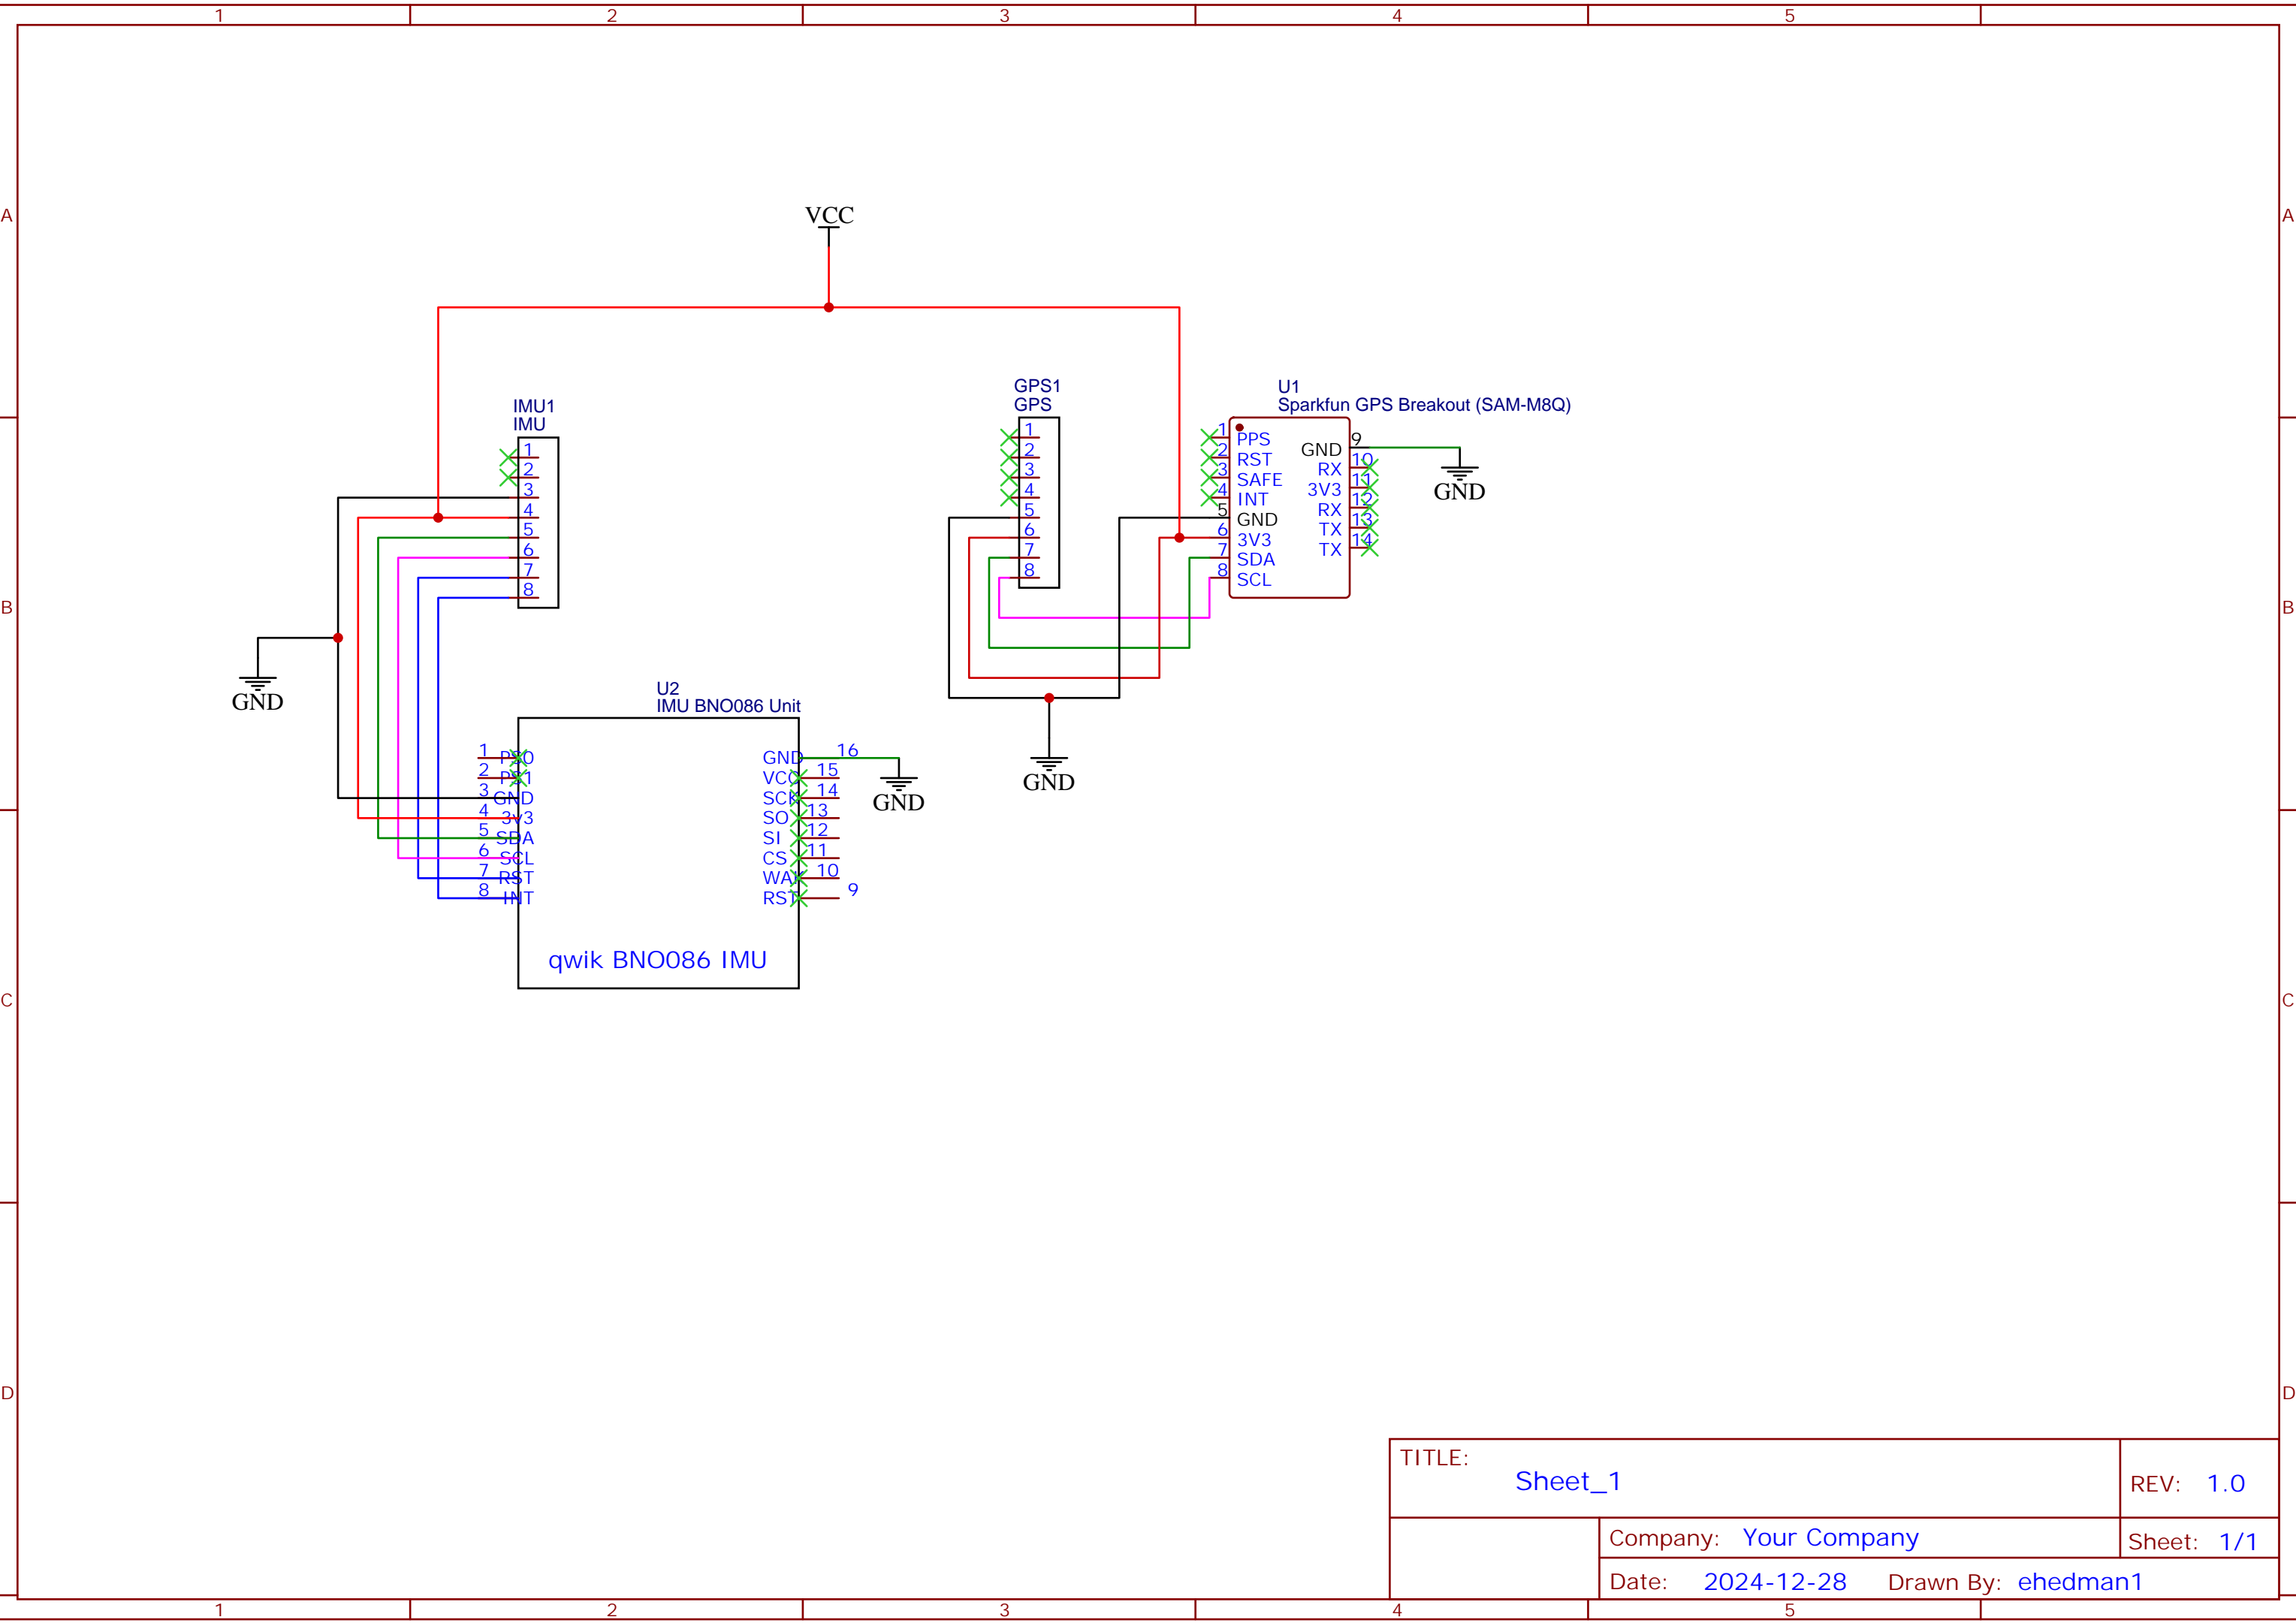 1 2 3 4 5
A A
VCC
GPS1
GPS
U1
Sparkfun GPS Breakout (SAM-M8Q)
IMU1
IMU
1
2
3
4
5
6
7
8
1
2
3
4
5
6
7
8
1 PPS
2 RST
3 SAFE
4 INT
5 GND
6 3V3
7 SDA
8 SCL
GND 9
RX 10
3V3 11
RX 12
TX 13
TX 14
GND
B B
GND
U2
IMU BNO086 Unit
1 PS0
2 PS1
3 GND
4 3v3
5 SDA
6 SCL
7 RST
8 INT
GND 16
VCC 15
SCK 14
SO 13
SI 12
CS 11
WAK 10
RST 9
GND
GND
qwik BNO086 IMU
C C
D D
TITLE:
Sheet_1
REV: 1.0
Company: Your Company
Sheet: 1/1
Date: 2024-12-28 Drawn By: ehedman1
1 2 3 4 5